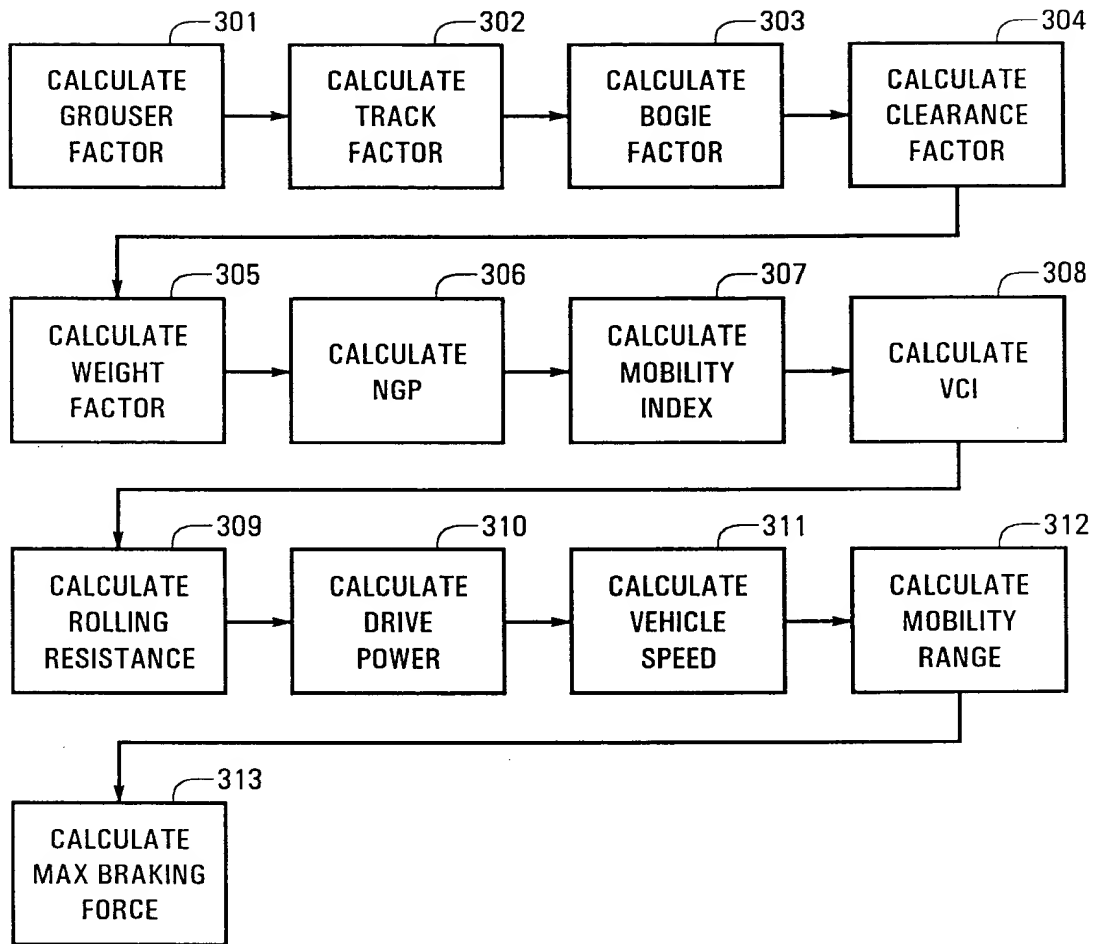 301
CALCULATE
GROUSER
FACTOR
302
CALCULATE
TRACK
FACTOR
303
CALCULATE
BOGIE
FACTOR
304
CALCULATE
CLEARANCE
FACTOR
305
CALCULATE
WEIGHT
FACTOR
306
CALCULATE
NGP
307
CALCULATE
MOBILITY
INDEX
308
CALCULATE
VCI
309
CALCULATE
ROLLING
RESISTANCE
310
CALCULATE
DRIVE
POWER
311
CALCULATE
VEHICLE
SPEED
312
CALCULATE
MOBILITY
RANGE
313
CALCULATE
MAX BRAKING
FORCE